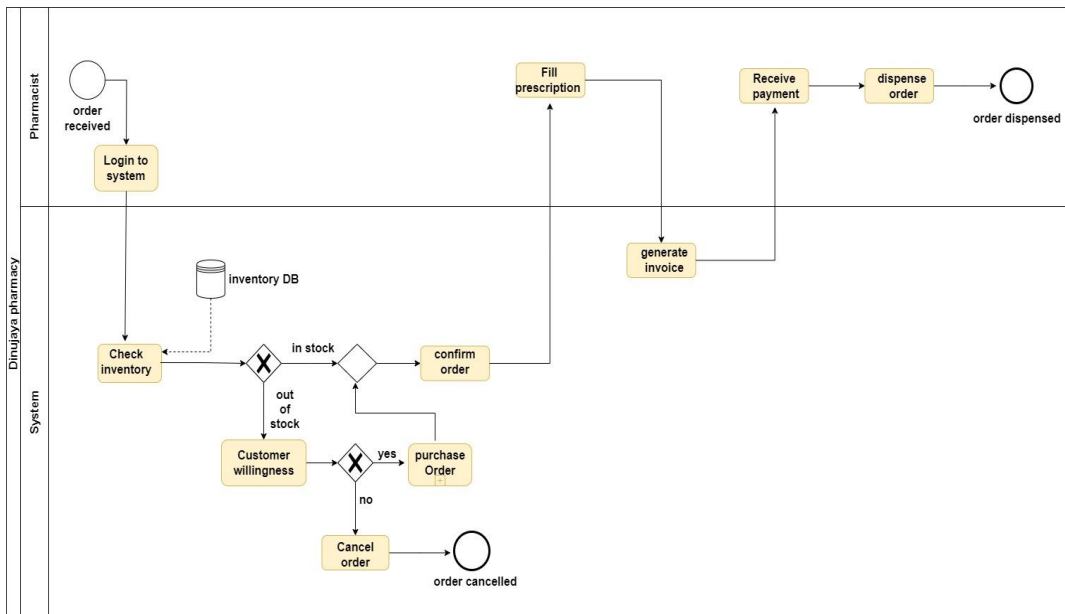 Dinujaya pharmacy
Pharmacist
order
received
Login to
system
Fill
prescription
Receive
payment
dispense
order
order dispensed
System
generate
invoice
inventory DB
Check
inventory
in stock
confirm
order
out
of
stock
Customer
willingness
yes
purchase
Order
no
Cancel
order
order cancelled